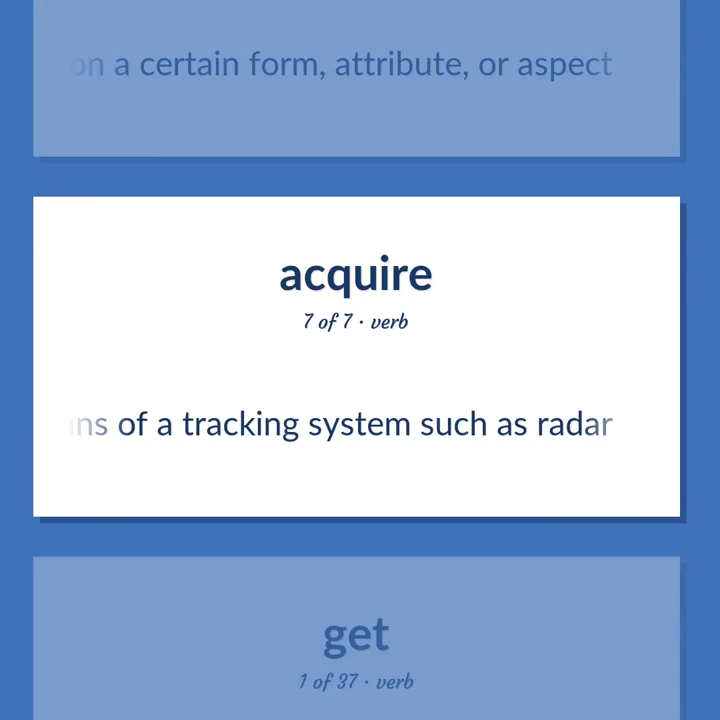 on a certain form, attribute, or aspect
acquire
7 of 7 · verb
of a tracking system such as radar
get
1 of 37 · verb